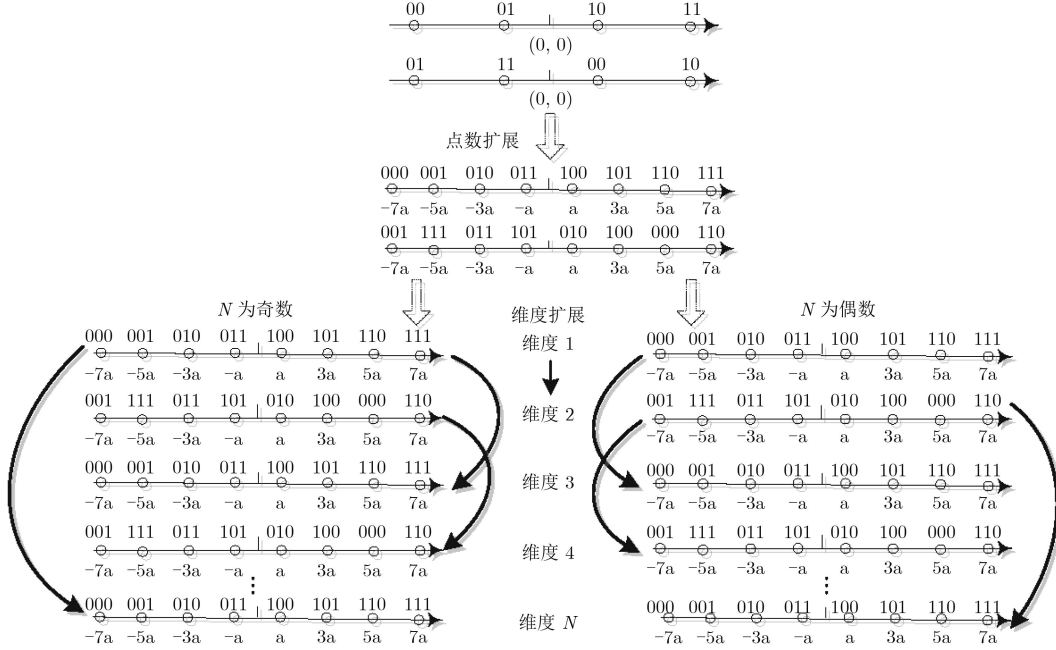 00 01 10 11
(0, 0)
01 11 00 10
(0, 0)
点数扩展
000 001 010 011 100 101 110 111
−7a −5a −3a −a a 3a 5a 7a
001 111 011 101 010 100 000 110
−7a −5a −3a −a a 3a 5a 7a
N 为奇数
维度扩展
N 为偶数
000 001 010 011 100 101 110 111
−7a −5a −3a −a a 3a 5a 7a
维度 1
000 001 010 011 100 101 110 111
−7a −5a −3a −a a 3a 5a 7a
001 111 011 101 010 100 000 110
−7a −5a −3a −a a 3a 5a 7a
维度 2
001 111 011 101 010 100 000 110
−7a −5a −3a −a a 3a 5a 7a
000 001 010 011 100 101 110 111
−7a −5a −3a −a a 3a 5a 7a
维度 3
000 001 010 011 100 101 110 111
−7a −5a −3a −a a 3a 5a 7a
001 111 011 101 010 100 000 110
−7a −5a −3a −a a 3a 5a 7a
维度 4
001 111 011 101 010 100 000 110
−7a −5a −3a −a a 3a 5a 7a
000 001 010 011 100 101 110 111
−7a −5a −3a −a a 3a 5a 7a
维度 N
000 001 010 011 100 101 110 111
−7a −5a −3a −a a 3a 5a 7a